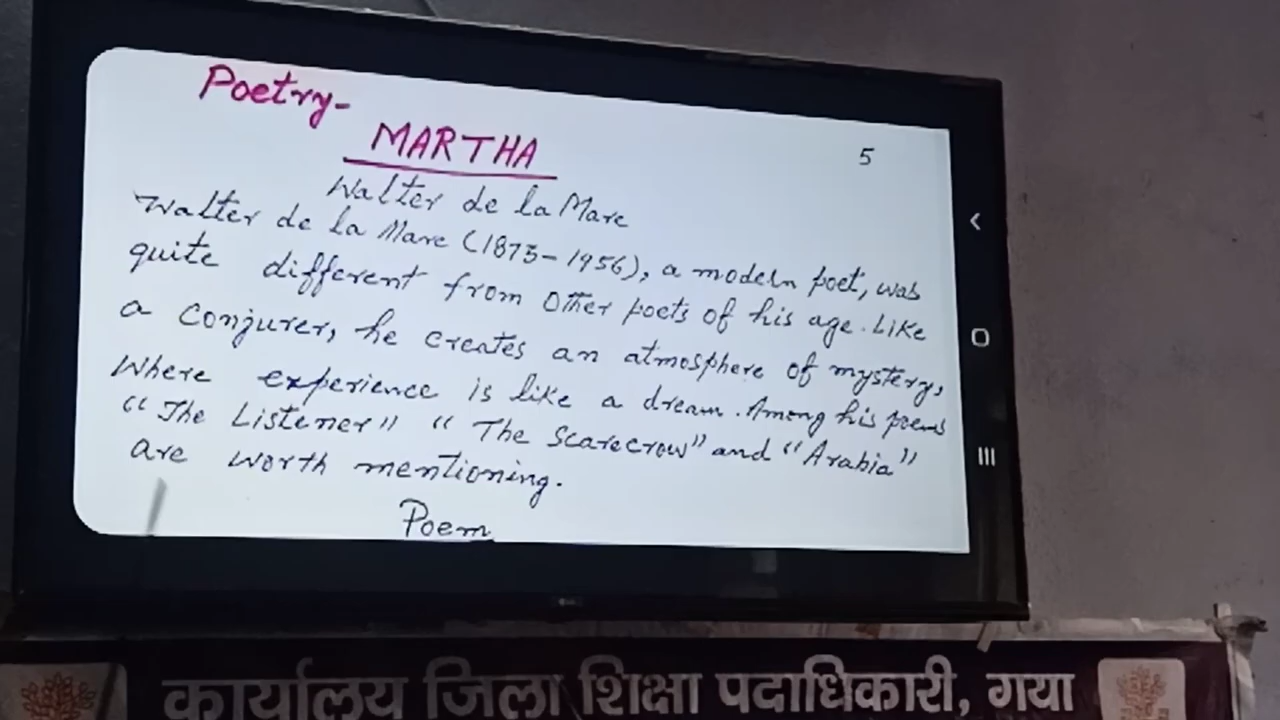 Poetry-
MARTHA
5
Walter de la Mare
Walter de la Mare (1873-1956), a modern poet, was
quite different from other poets of his age. Like
a conjurer, he creates an atmosphere of mystery,
Where experience is like a dream. Among his poems
"The Listener" "The Scarecrow" and "Arabia"
are worth mentioning.
Poem
कार्यालय जिला शिक्षा पदाधिकारी, गया